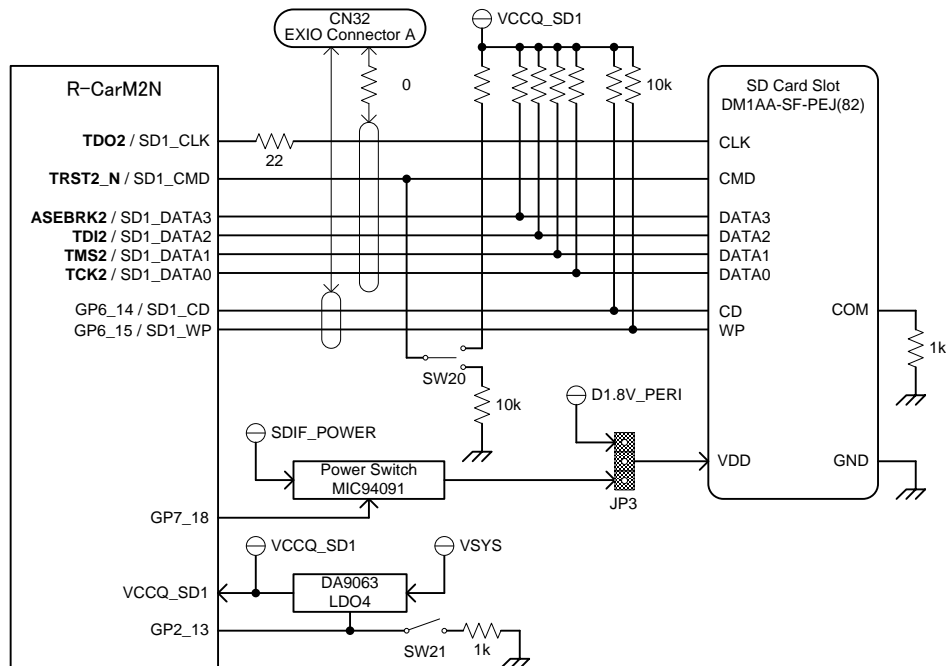 CN32
EXIO Connector A
VCCQ_SD1
R-CarM2N
0
10k
SD Card Slot
DM1AA-SF-PEJ(82)
TDO2 / SD1_CLK
22
CLK
TRST2_N / SD1_CMD
CMD
ASEBRK2 / SD1_DATA3
DATA3
TDI2 / SD1_DATA2
DATA2
TMS2 / SD1_DATA1
DATA1
TCK2 / SD1_DATA0
DATA0
GP6_14 / SD1_CD
CD
COM
GP6_15 / SD1_WP
WP
1k
SW20
10k
D1.8V_PERI
SDIF_POWER
Power Switch
MIC94091
VDD
GND
JP3
GP7_18
VCCQ_SD1
VSYS
VCCQ_SD1
DA9063
LDO4
GP2_13
SW21
1k